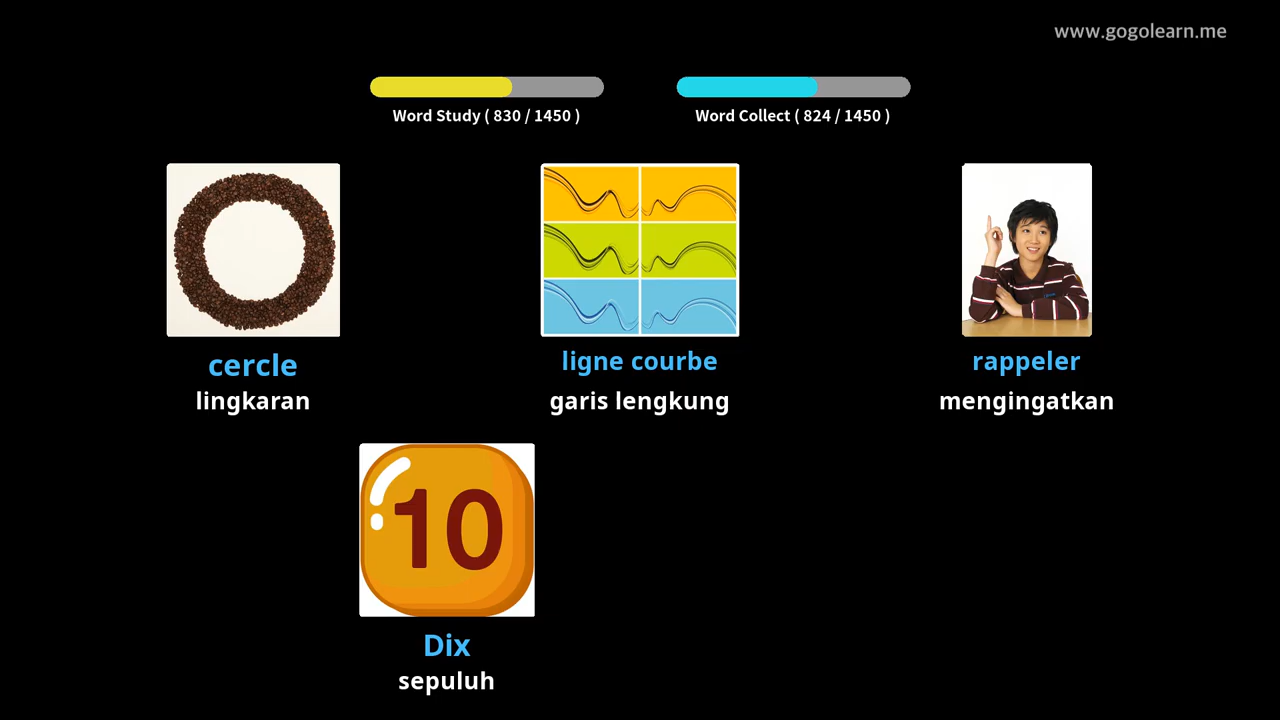 www.gogolearn.me
Word Study ( 830 / 1450 )
Word Collect ( 824 / 1450 )
cercle
lingkaran
ligne courbe
garis lengkung
rappeler
mengingatkan
10
Dix
sepuluh